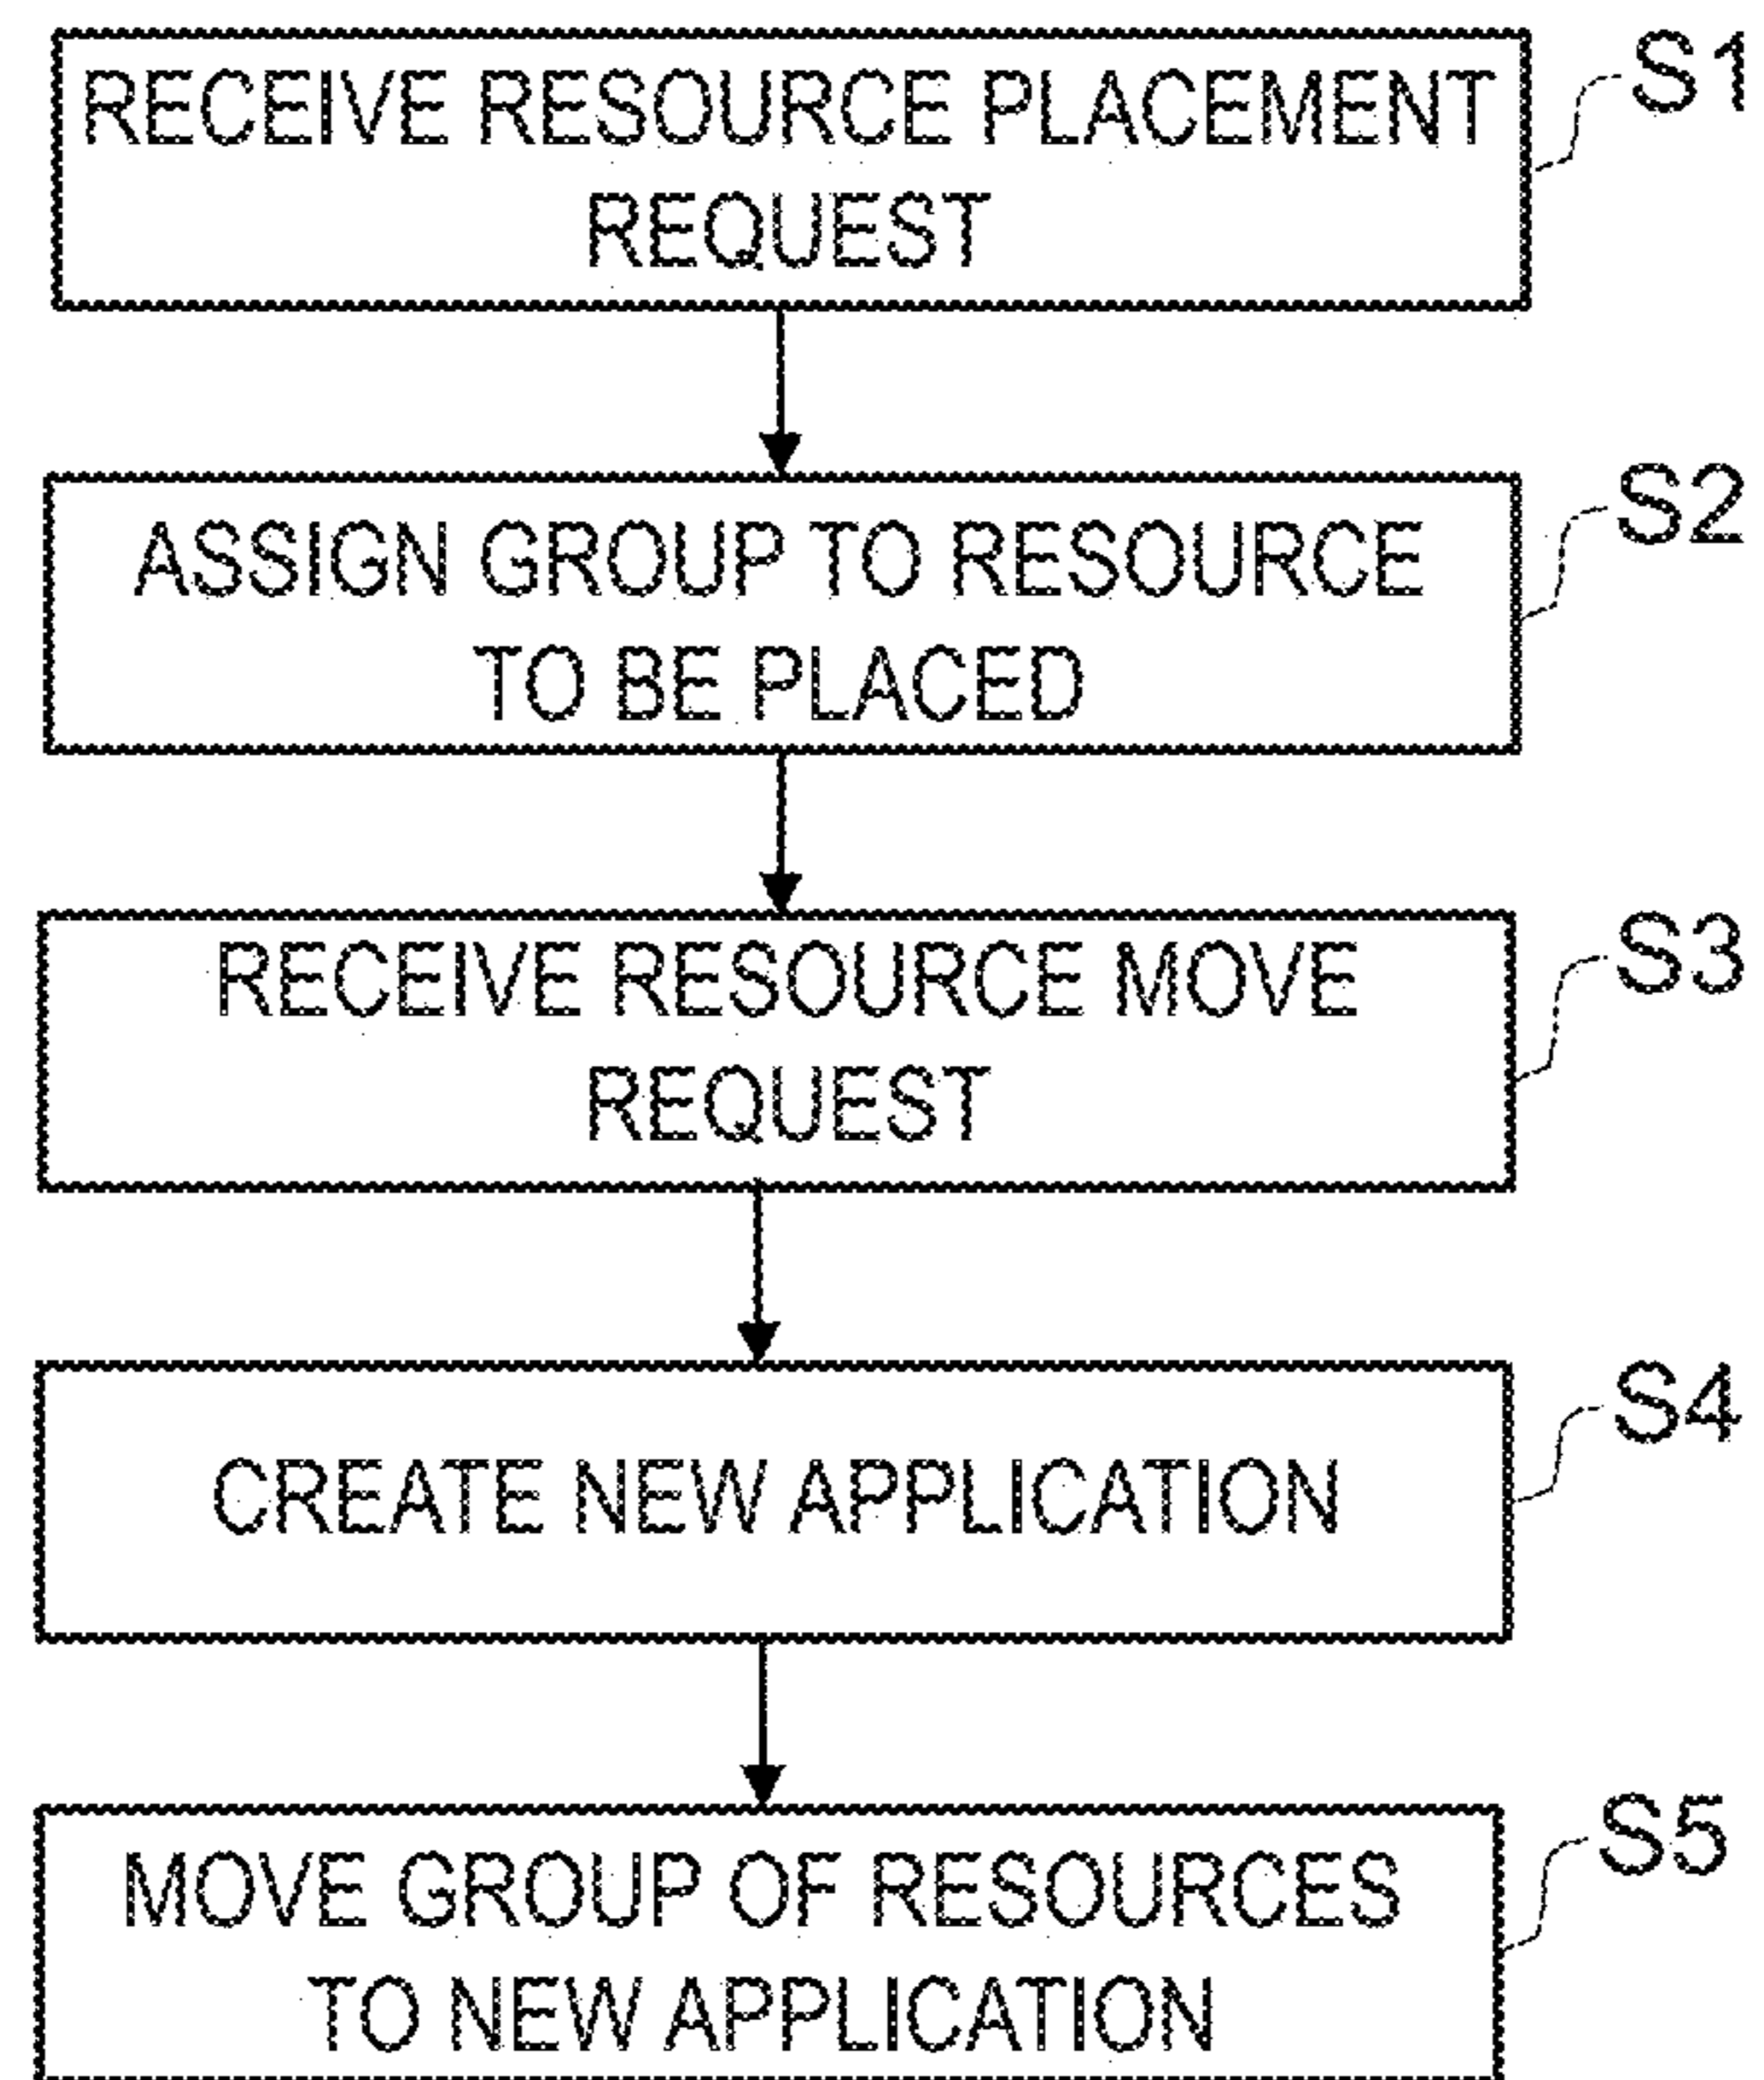 RECEIVE RESOURCE PLACEMENT
REQUEST
S1
ASSIGN GROUP TO RESOURCE
TO BE PLACED
S2
RECEIVE RESOURCE MOVE
REQUEST
S3
CREATE NEW APPLICATION
S4
MOVE GROUP OF RESOURCES
TO NEW APPLICATION
S5